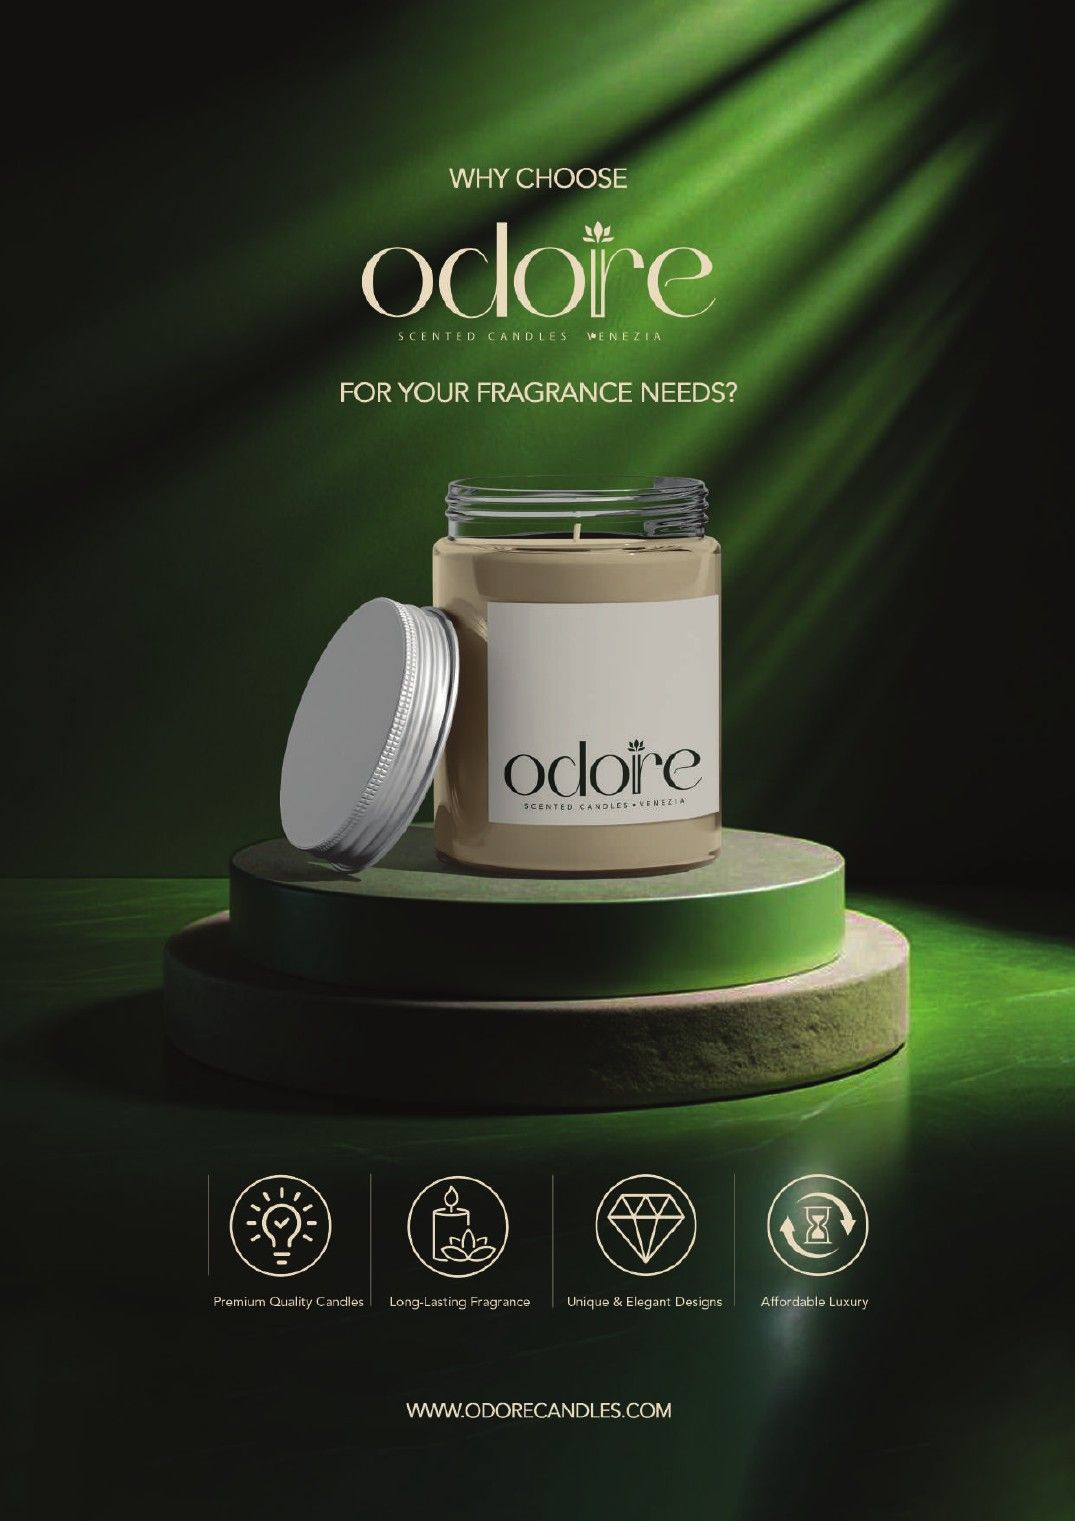 WHY CHOOSE
odore
SCENTED CANDLES VENEZIA
FOR YOUR FRAGRANCE NEEDS?
odore
SCENTED CANDLES • VENEZIA
Premium Quality Candles
Long-Lasting Fragrance
Unique & Elegant Designs
Affordable Luxury
WWW.ODORECANDLES.COM